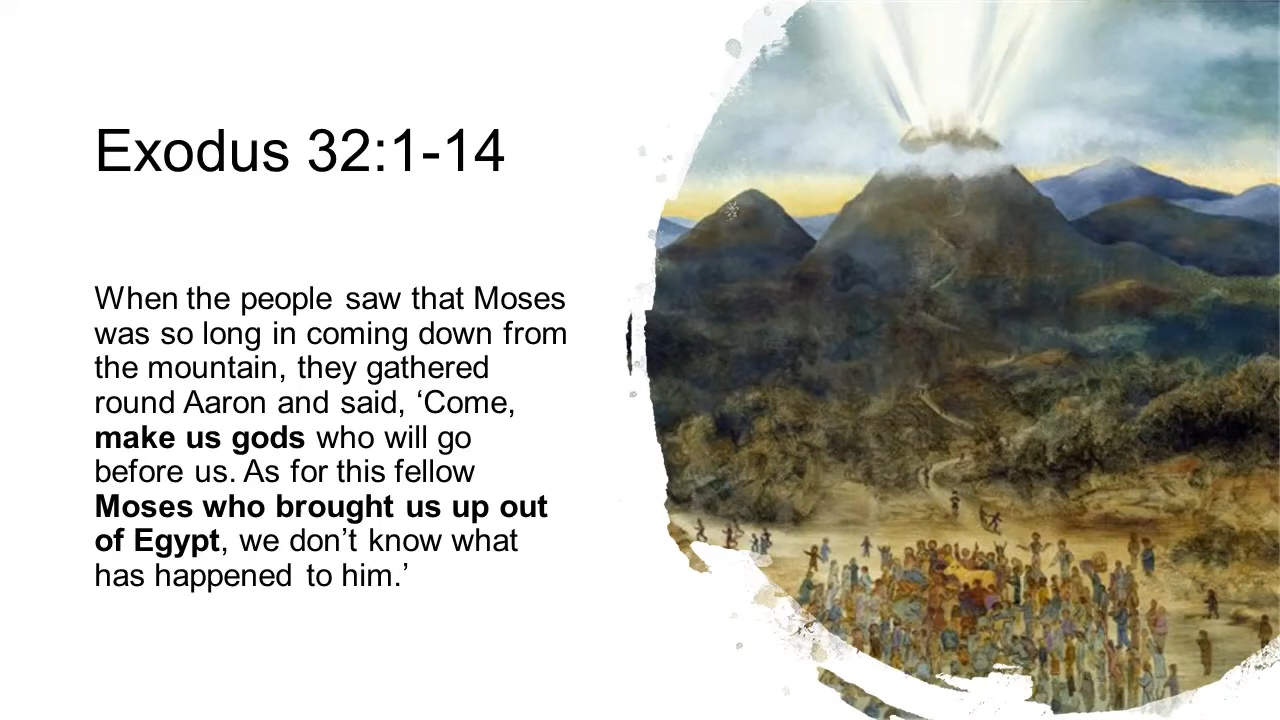 Exodus 32:1-14
When the people saw that Moses
was so long in coming down from
the mountain, they gathered
round Aaron and said, ‘Come,
make us gods who will go
before us. As for this fellow
Moses who brought us up out
of Egypt, we don’t know what
has happened to him.’